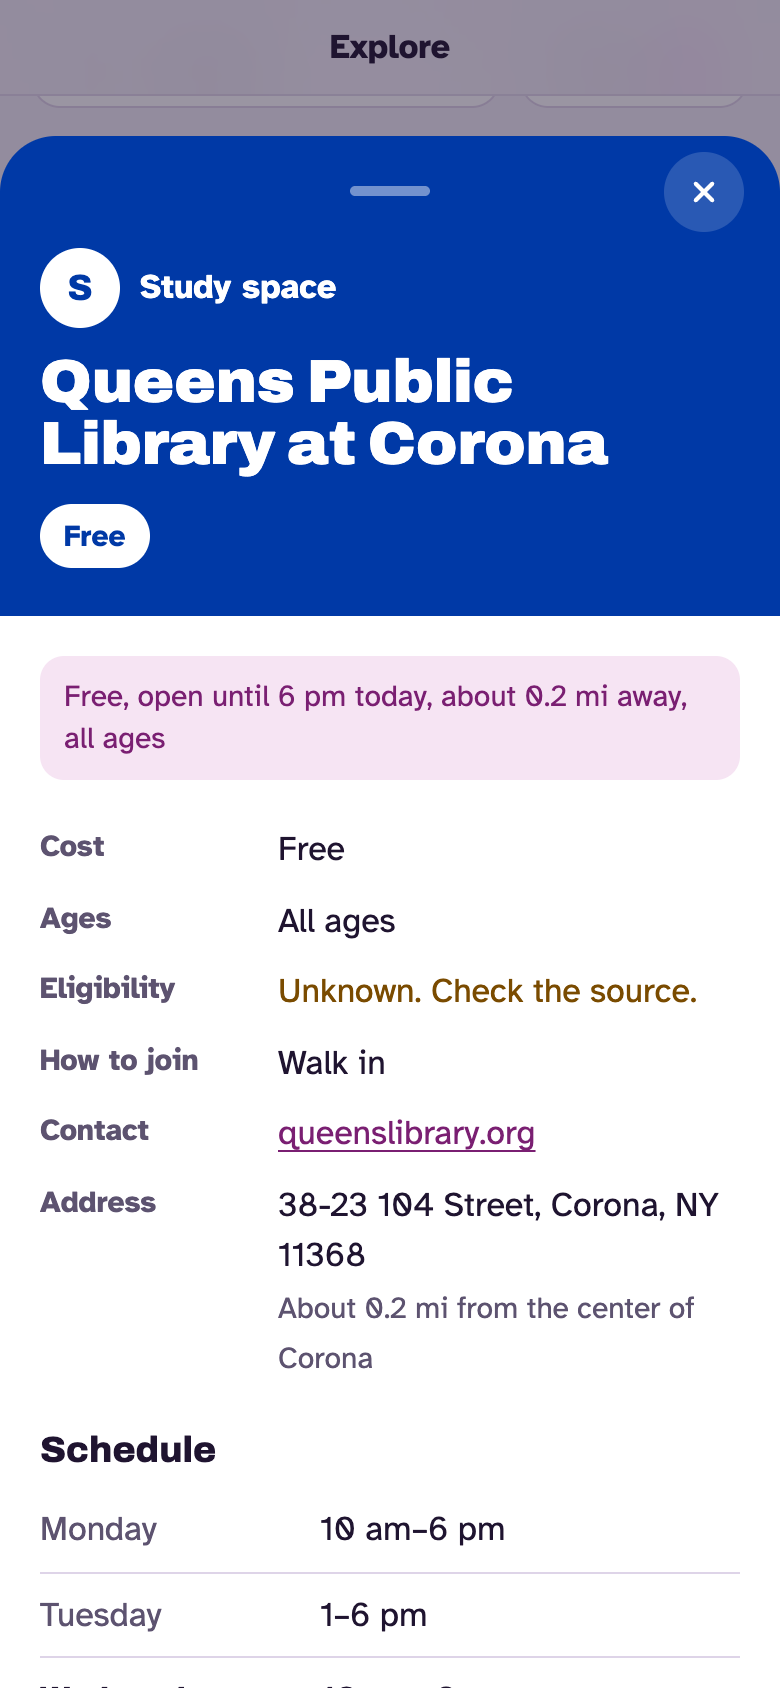 Explore
S
Study space
Queens Public
Library at Corona
Free
Free, open until 6 pm today, about 0.2 mi away,
all ages
Cost
Free
Ages
All ages
Eligibility
Unknown. Check the source.
How to join
Walk in
Contact
queenslibrary.org
Address
38-23 104 Street, Corona, NY
11368
About 0.2 mi from the center of
Corona
Schedule
Monday
10 am–6 pm
Tuesday
1–6 pm